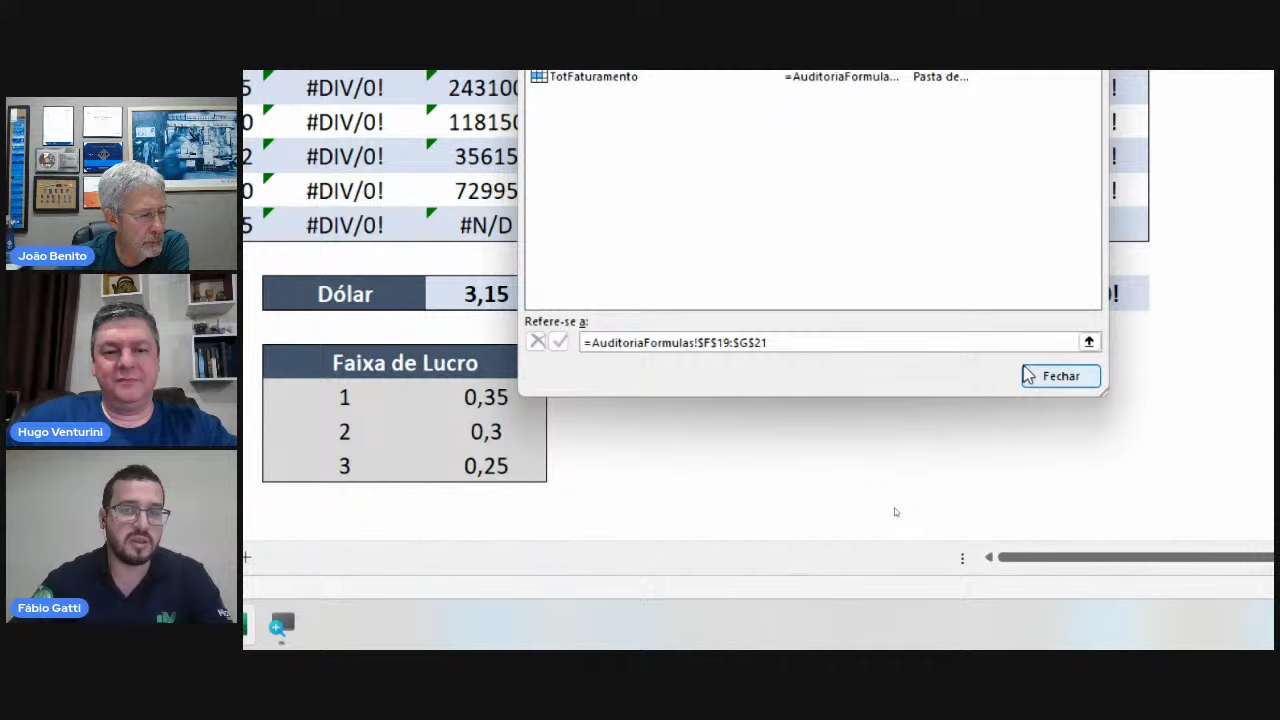 João Benito
Hugo Venturini
Fábio Gatti
TotFaturamento =AuditoriaFormula... Pasta de...
5 #DIV/0! 243100 !
0 #DIV/0! 118150 !
2 #DIV/0! 35615 !
0 #DIV/0! 72995 !
5 #DIV/0! #N/D !
Dólar 3,15 0!
Refere-se a:
=AuditoriaFormulas!$F$19:$G$21
Fechar
Faixa de Lucro
1 0,35
2 0,3
3 0,25